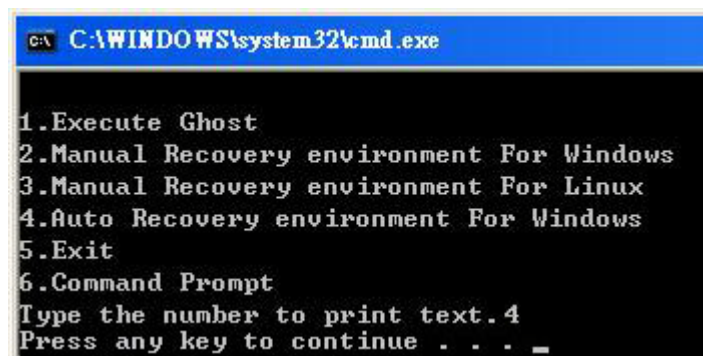 C:\WINDOWS\system32\cmd.exe
1.Execute Ghost
2.Manual Recovery environment For Windows
3.Manual Recovery environment For Linux
4.Auto Recovery environment For Windows
5.Exit
6.Command Prompt
Type the number to print text.4
Press any key to continue . . . _